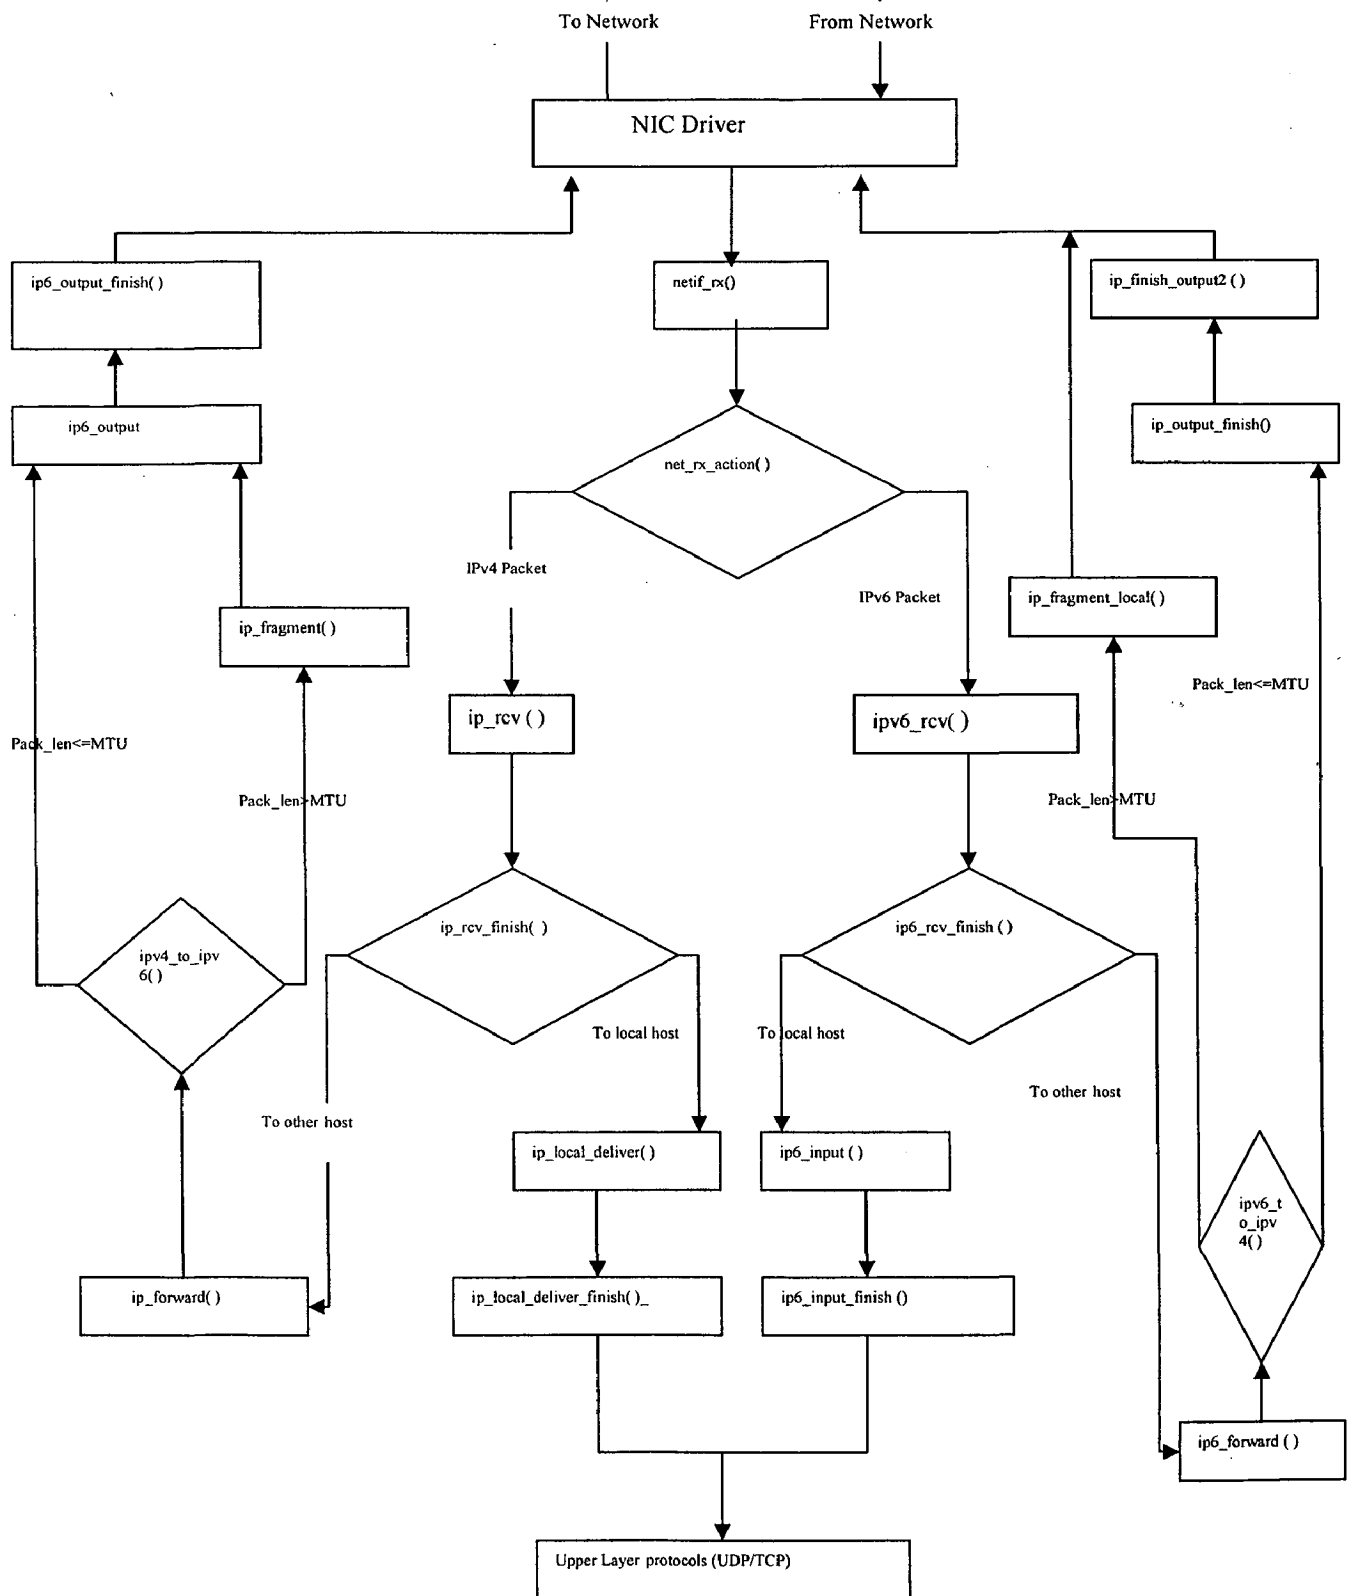 To Network
From Network
NIC Driver
ip6_output_finish( )
netif_rx()
ip_finish_output2 ( )
ip6_output
ip_output_finish()
net_rx_action( )
IPv4 Packet
IPv6 Packet
ip_fragment( )
ip_fragment_local( )
Pack_len<=MTU
ip_rcv ( )
ipv6_rcv( )
Pack_len<=MTU
Pack_len>MTU
Pack_len>MTU
ip_rcv_finish( )
ip6_rcv_finish ( )
ipv4_to_ipv
6()
To local host
To local host
To other host
To other host
ip_local_deliver( )
ip6_input ( )
ipv6_t
o_ipv
4()
ip_forward( )
ip_local_deliver_finish( )_
ip6_input_finish ()
ip6_forward ( )
Upper Layer protocols (UDP/TCP)